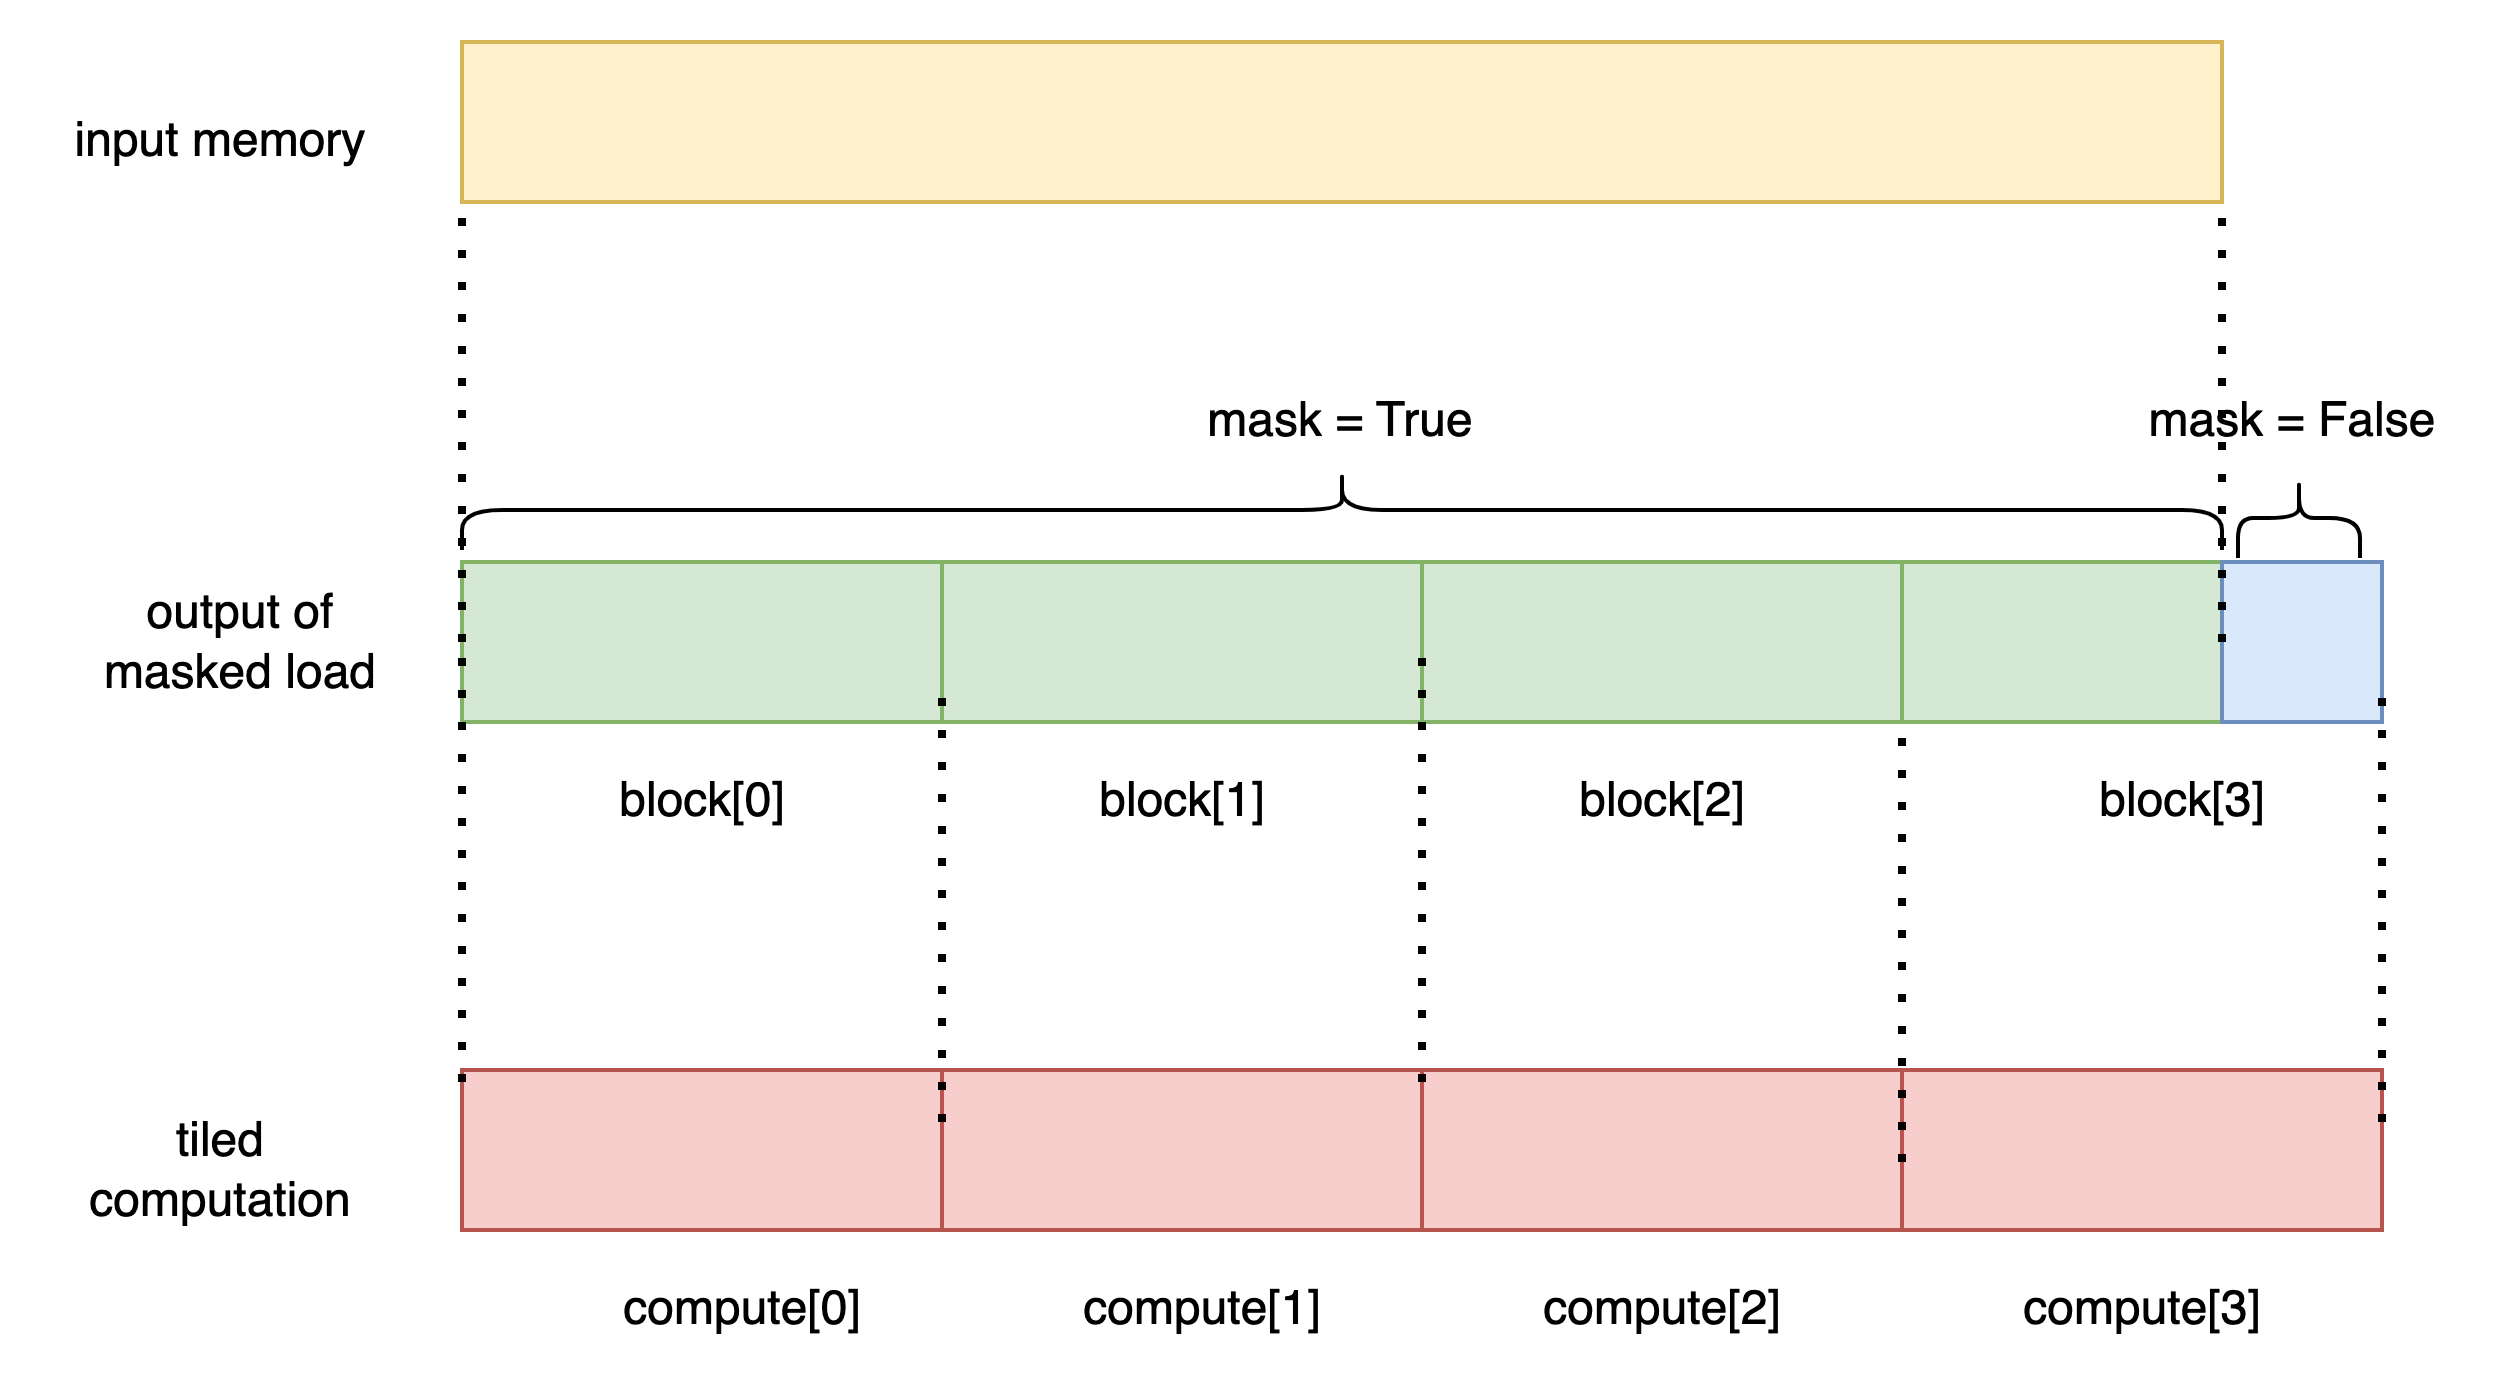 input memory
mask = True
mask = False
output of
masked load
block[0]
block[1]
block[2]
block[3]
tiled
computation
compute[0]
compute[1]
compute[2]
compute[3]